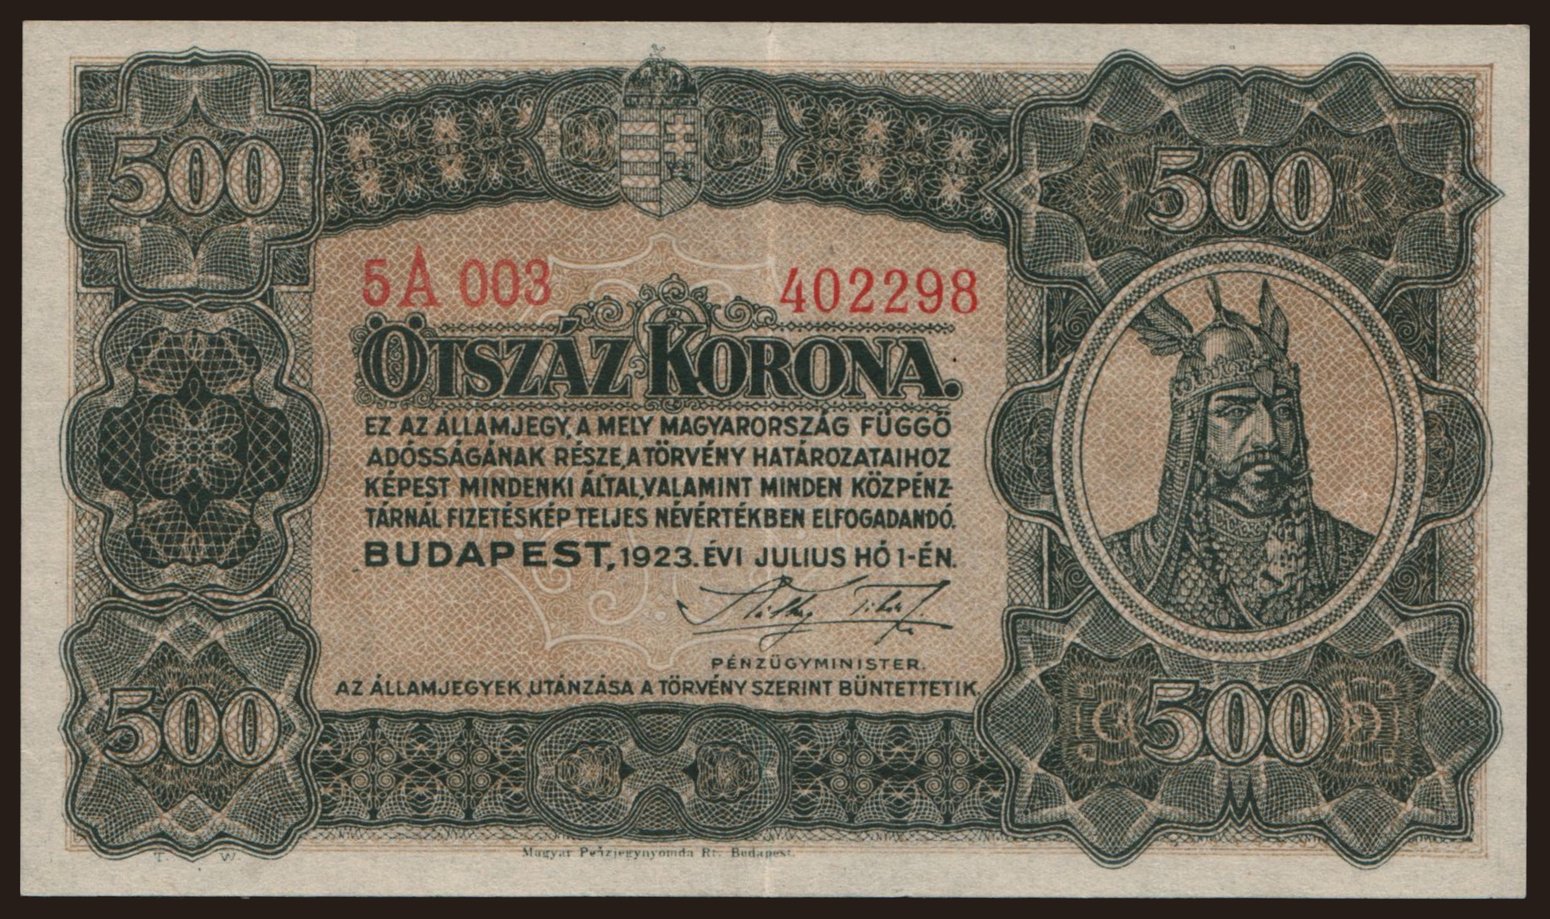 500
500
5A 003 402298
ÖTSZÁZ KORONA.
EZ AZ ÁLLAMJEGY, A MELY MAGYARORSZÁG FÜGGŐ
ADÓSSÁGÁNAK RÉSZE, A TÖRVÉNY HATÁROZATAIHOZ
KÉPEST MINDENKI ÁLTAL, VALAMINT MINDEN KÖZPÉNZ-
TÁRNÁL FIZETÉSKÉP TELJES NÉVÉRTÉKBEN ELFOGADANDÓ.
BUDAPEST, 1923. ÉVI JULIUS HÓ 1-ÉN.
PÉNZÜGYMINISTER.
AZ ÁLLAMJEGYEK UTÁNZÁSA A TÖRVÉNY SZERINT BÜNTETTETIK.
500
500
T. W.
Magyar Pénzjegynyomda Rt. Budapest.